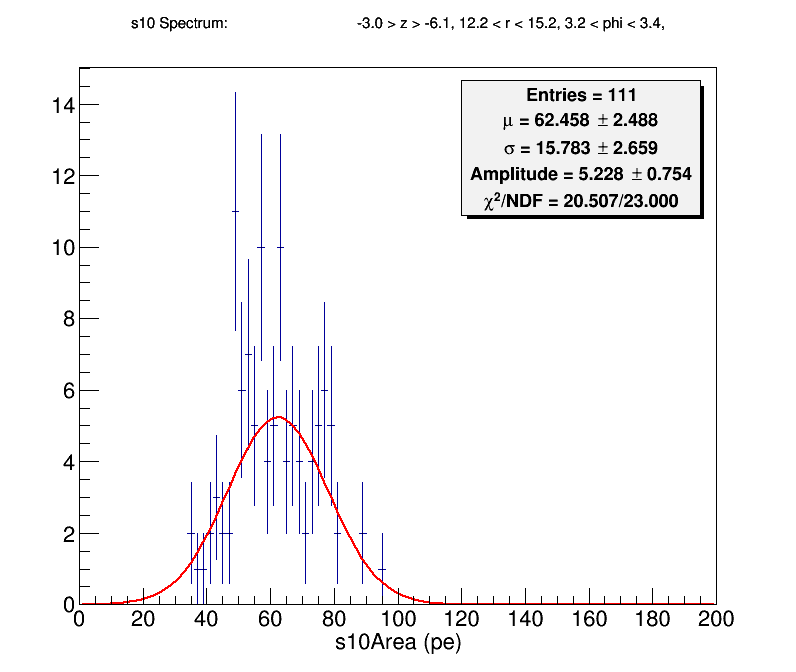 s10 Spectrum: -3.0 > z > -6.1, 12.2 < r < 15.2, 3.2 < phi < 3.4,
Entries = 111
μ = 62.458 ± 2.488
σ = 15.783 ± 2.659
Amplitude = 5.228 ± 0.754
χ²/NDF = 20.507/23.000
14
12
10
8
6
4
2
0
0 20 40 60 80 100 120 140 160 180 200
s10Area (pe)